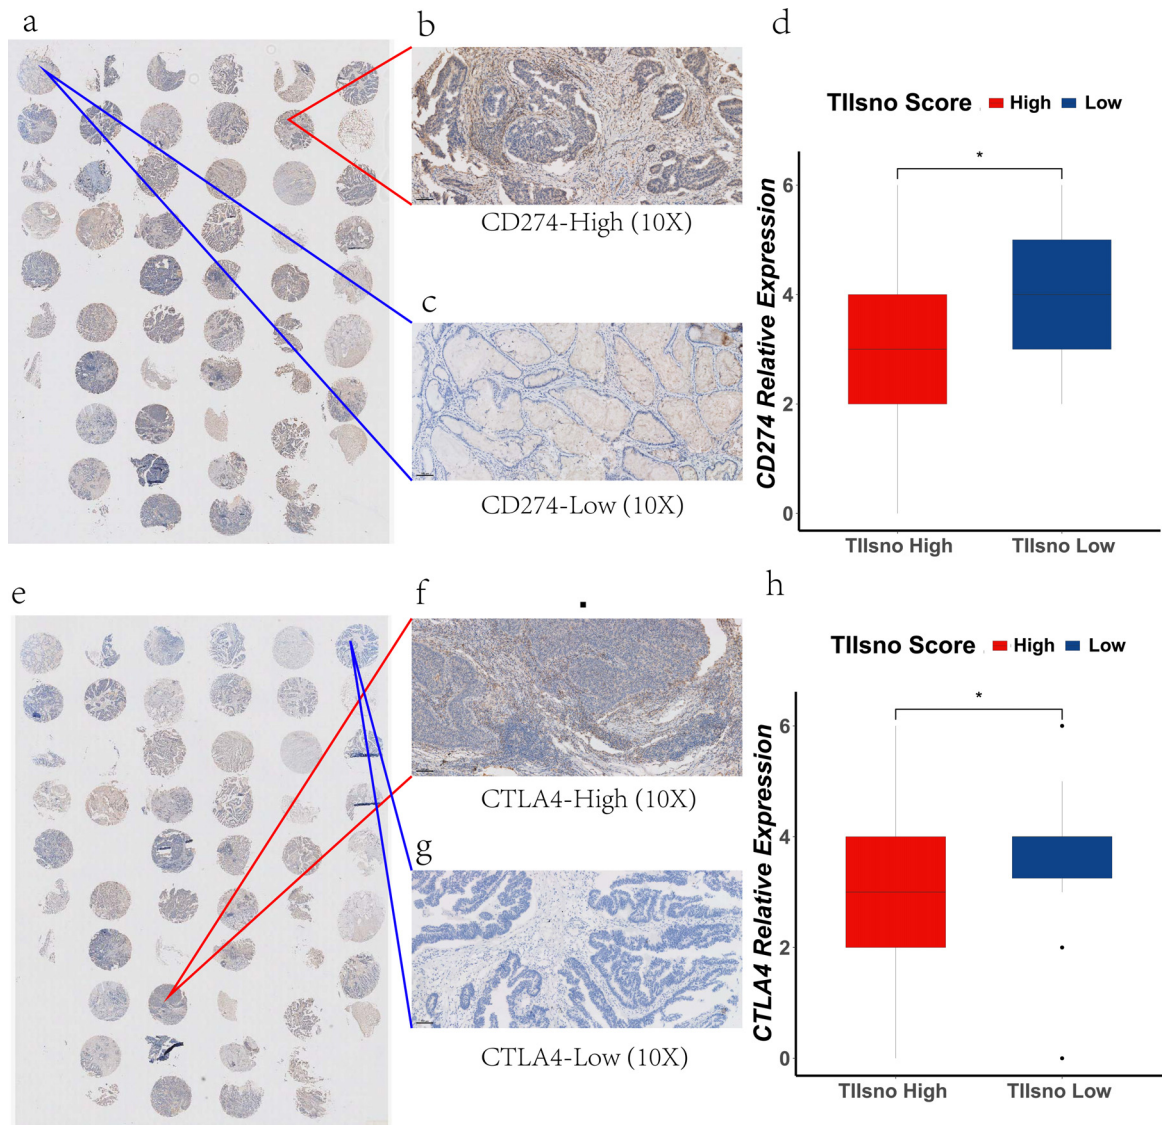 a
b
CD274-High (10X)
c
CD274-Low (10X)
d
TIIsno Score High Low
CD274 Relative Expression
6
4
2
0
*
TIIsno High TIIsno Low
e
f
CTLA4-High (10X)
g
CTLA4-Low (10X)
h
TIIsno Score High Low
CTLA4 Relative Expression
6
4
2
0
*
TIIsno High TIIsno Low